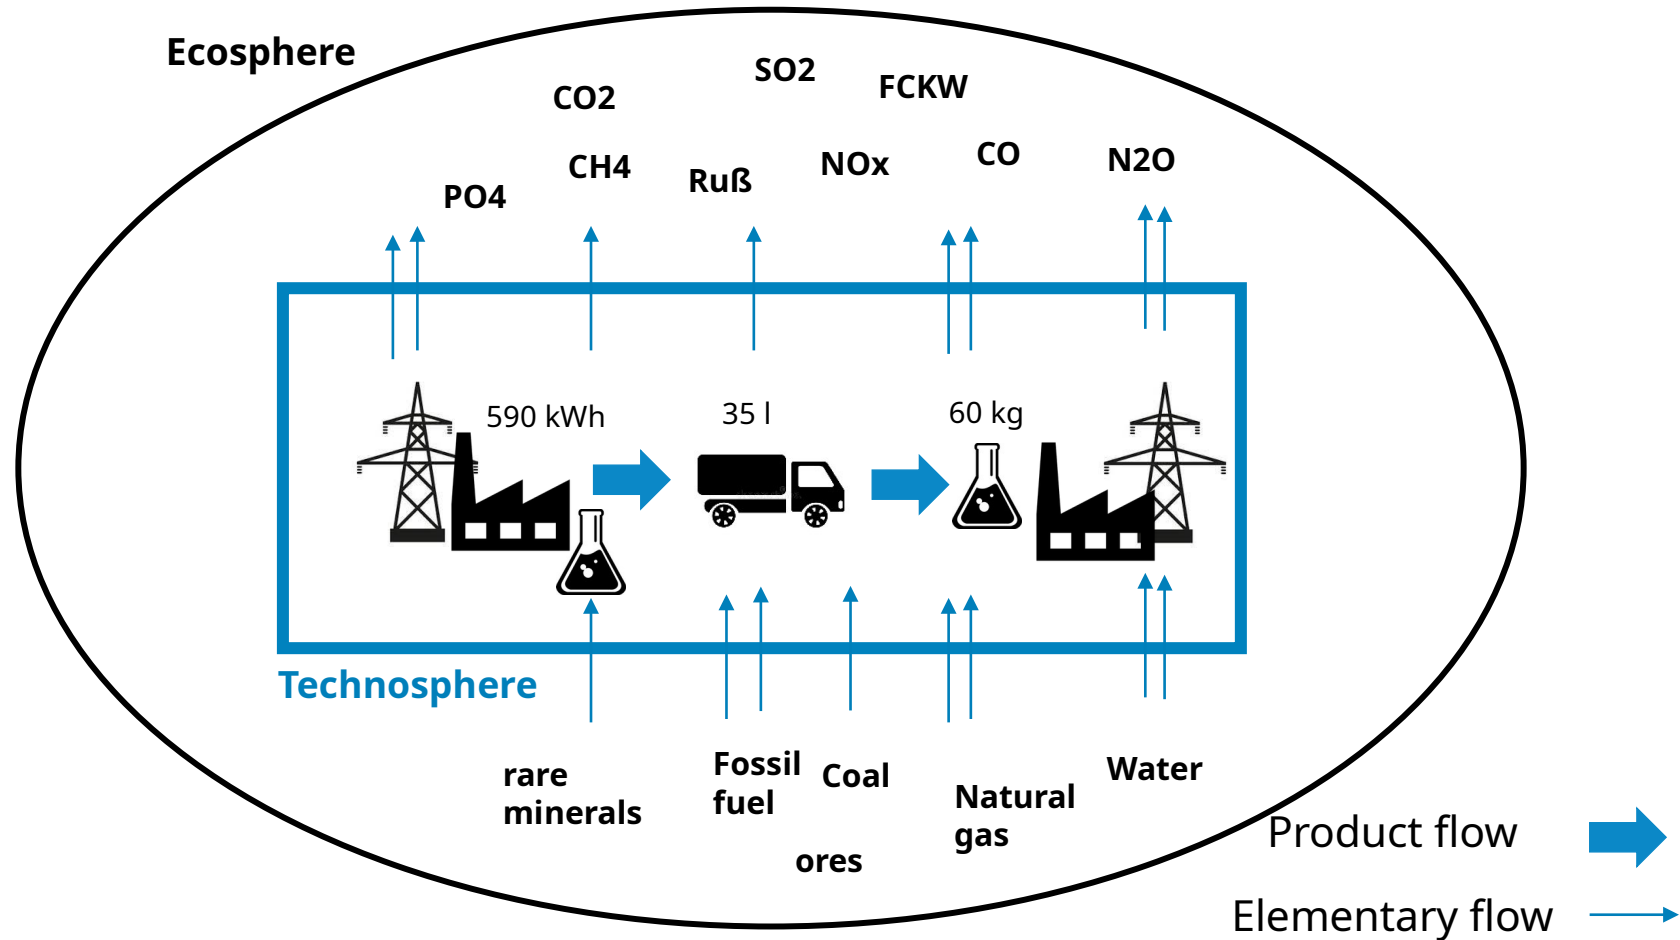 Ecosphere
SO2
FCKW
CO2
CO
N2O
CH4
NOx
Ruß
PO4
590 kWh
35 l
60 kg
Technosphere
rare
minerals
Fossil
fuel
Coal
Natural
gas
Water
ores
Product flow
Elementary flow